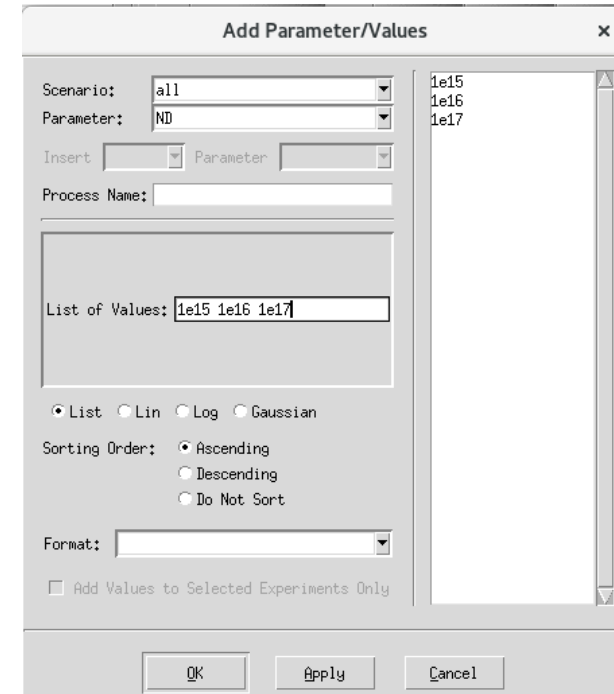 Add Parameter/Values
×
Scenario: all
Parameter: ND
Insert Parameter
Process Name:
List of Values: 1e15 1e16 1e17
List Lin Log Gaussian
Sorting Order: Ascending
Descending
Do Not Sort
Format:
Add Values to Selected Experiments Only
1e15
1e16
1e17
OK Apply Cancel